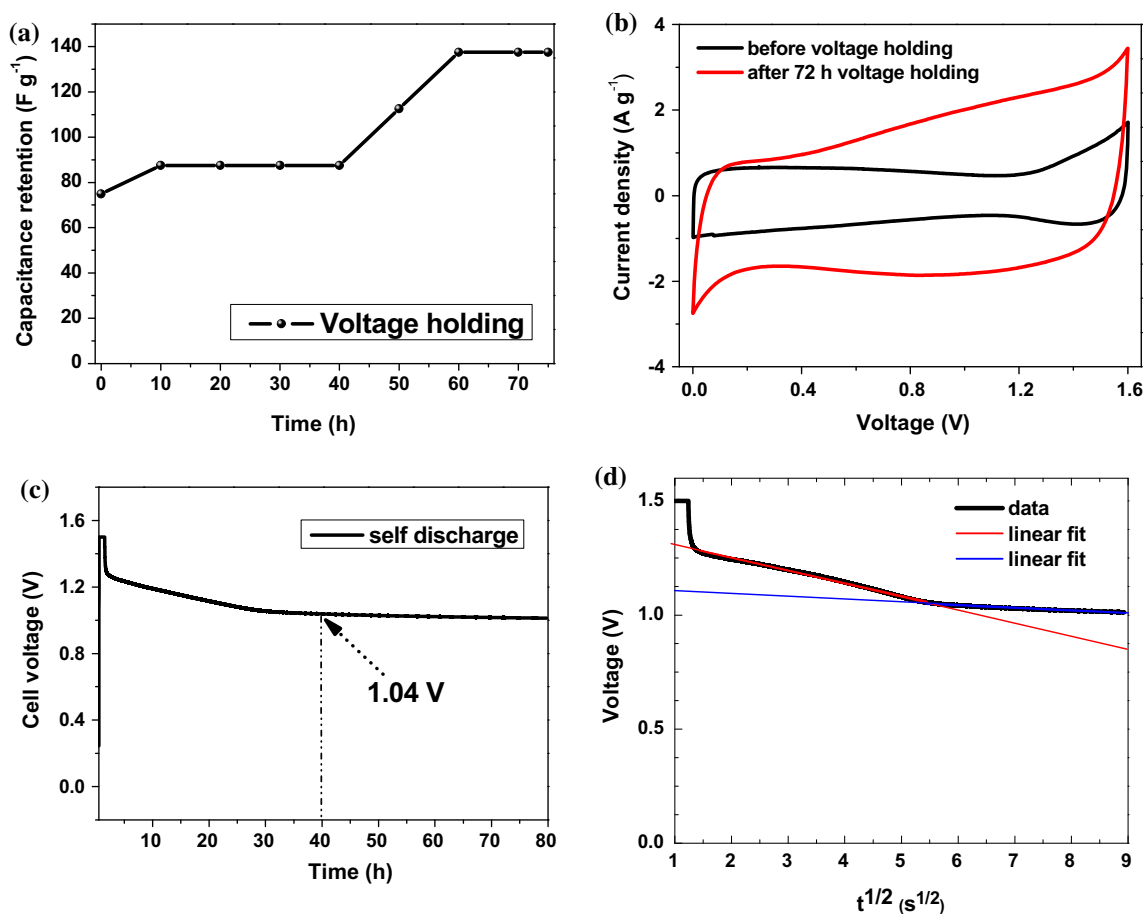 (a)
Capacitance retention (F g⁻¹)
140
120
100
80
60
40
20
0
Voltage holding
0 10 20 30 40 50 60 70
Time (h)
(b)
Current density (A g⁻¹)
4
2
0
-2
-4
before voltage holding
after 72 h voltage holding
0.0 0.4 0.8 1.2 1.6
Voltage (V)
(c)
Cell voltage (V)
1.6
1.2
0.8
0.4
0.0
self discharge
1.04 V
10 20 30 40 50 60 70 80
Time (h)
(d)
Voltage (V)
1.5
1.0
0.5
0.0
data
linear fit
linear fit
1 2 3 4 5 6 7 8 9
t¹/² (s¹/²)